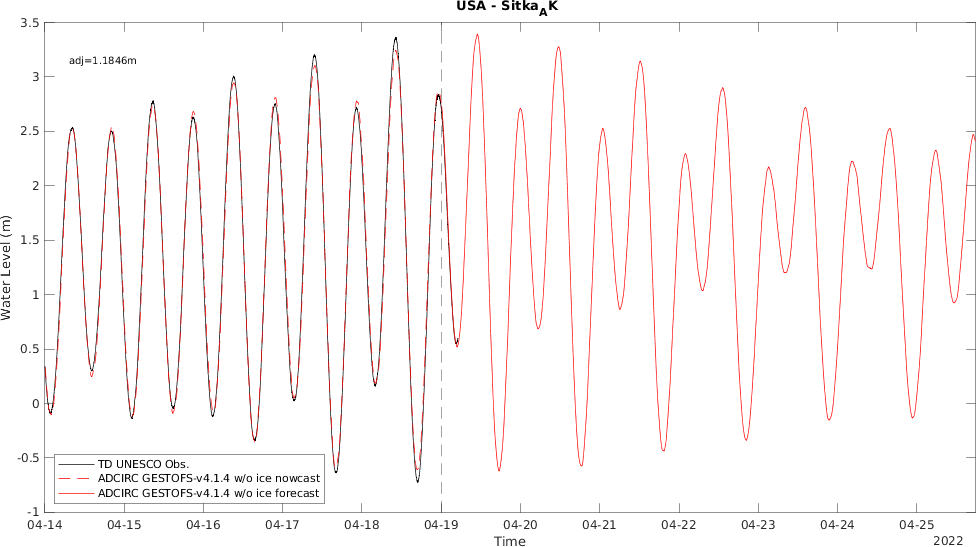 USA - SitkaAK
3.5
adj=1.1846m
3
2.5
2
1.5
1
0.5
0
-0.5
-1
Water Level (m)
TD UNESCO Obs.
ADCIRC GESTOFS-v4.1.4 w/o ice nowcast
ADCIRC GESTOFS-v4.1.4 w/o ice forecast
04-14 04-15 04-16 04-17 04-18 04-19 04-20 04-21 04-22 04-23 04-24 04-25
Time
2022